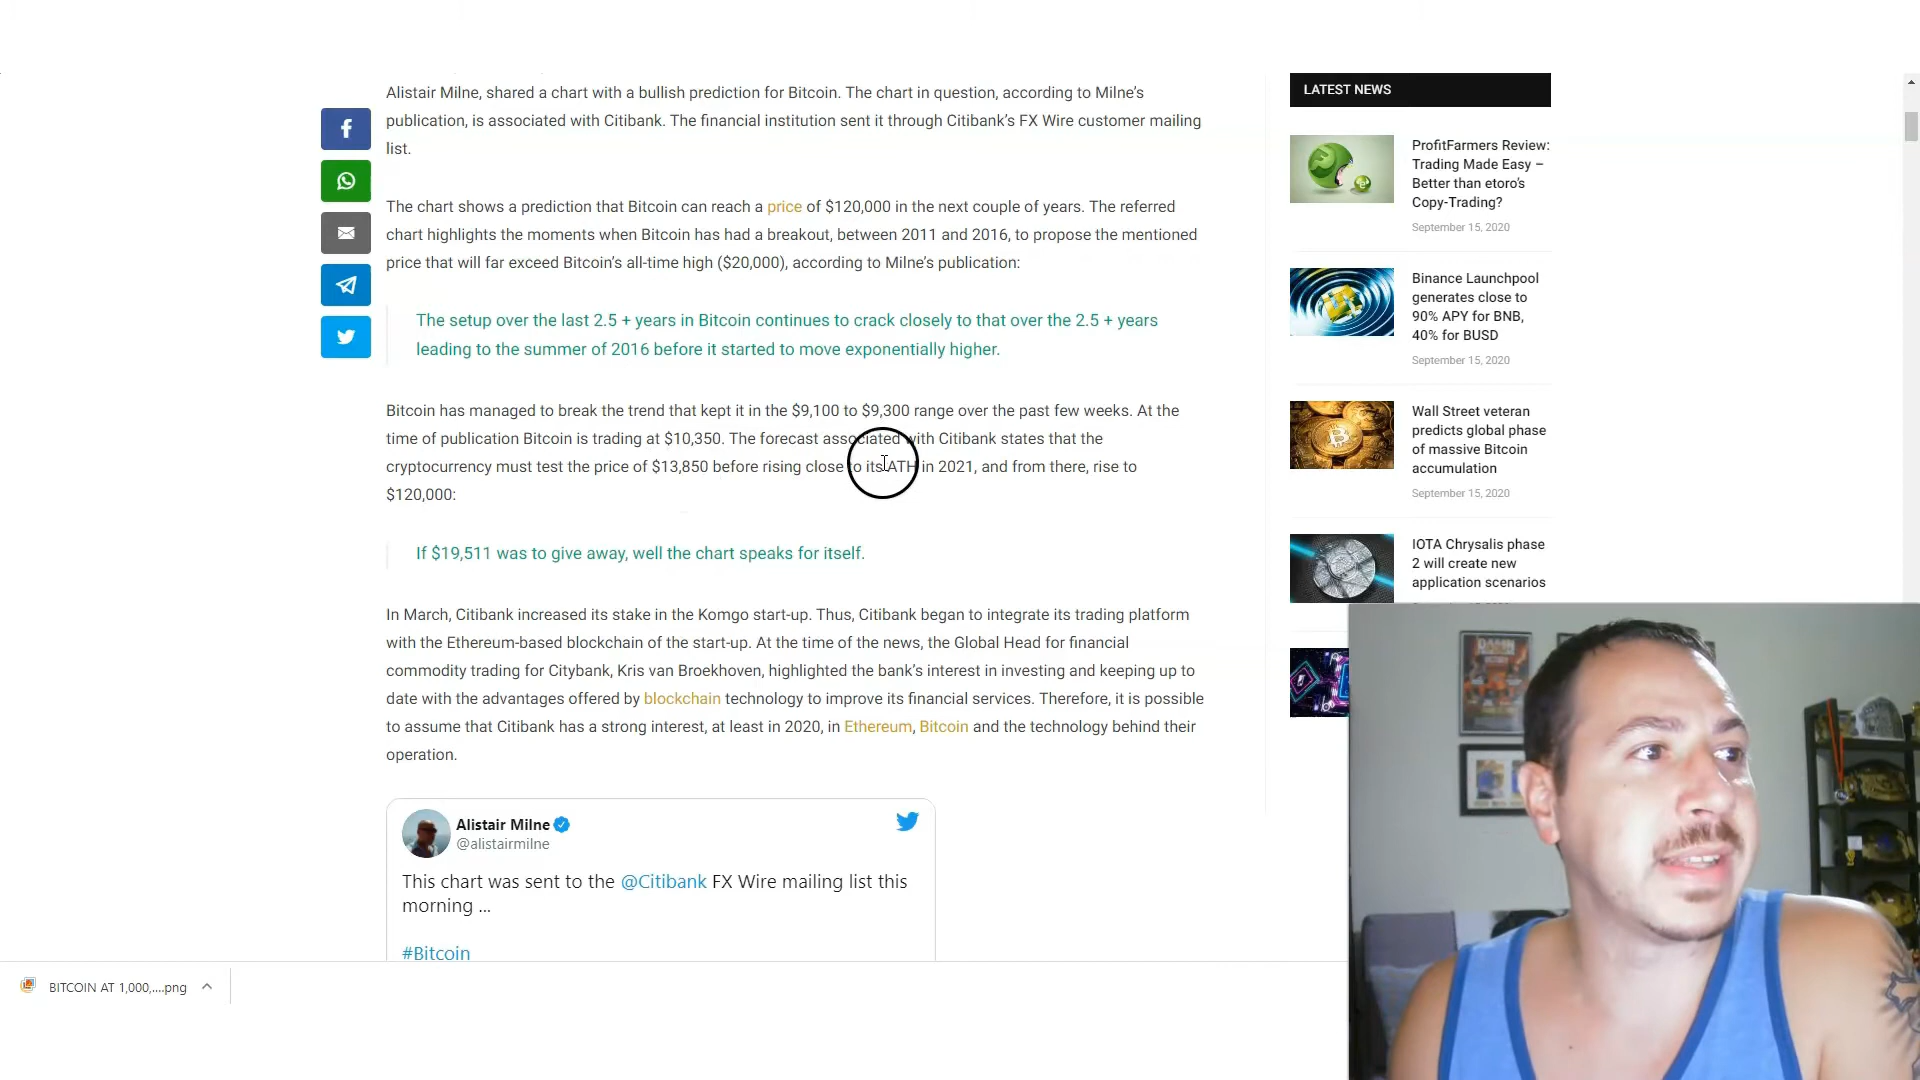 Alistair Milne, shared a chart with a bullish prediction for Bitcoin. The chart in question, according to Milne’s
publication, is associated with Citibank. The financial institution sent it through Citibank’s FX Wire customer mailing
list.
The chart shows a prediction that Bitcoin can reach a price of $120,000 in the next couple of years. The referred
chart highlights the moments when Bitcoin has had a breakout, between 2011 and 2016, to propose the mentioned
price that will far exceed Bitcoin’s all-time high ($20,000), according to Milne’s publication:
The setup over the last 2.5 + years in Bitcoin continues to crack closely to that over the 2.5 + years
leading to the summer of 2016 before it started to move exponentially higher.
Bitcoin has managed to break the trend that kept it in the $9,100 to $9,300 range over the past few weeks. At the
time of publication Bitcoin is trading at $10,350. The forecast associated with Citibank states that the
cryptocurrency must test the price of $13,850 before rising close to its ATH in 2021, and from there, rise to
$120,000:
If $19,511 was to give away, well the chart speaks for itself.
In March, Citibank increased its stake in the Komgo start-up. Thus, Citibank began to integrate its trading platform
with the Ethereum-based blockchain of the start-up. At the time of the news, the Global Head for financial
commodity trading for Citybank, Kris van Broekhoven, highlighted the bank’s interest in investing and keeping up to
date with the advantages offered by blockchain technology to improve its financial services. Therefore, it is possible
to assume that Citibank has a strong interest, at least in 2020, in Ethereum, Bitcoin and the technology behind their
operation.
Alistair Milne
@alistairmilne
This chart was sent to the @Citibank FX Wire mailing list this
morning ...
#Bitcoin
LATEST NEWS
ProfitFarmers Review:
Trading Made Easy –
Better than etoro’s
Copy-Trading?
September 15, 2020
Binance Launchpool
generates close to
90% APY for BNB,
40% for BUSD
September 15, 2020
Wall Street veteran
predicts global phase
of massive Bitcoin
accumulation
September 15, 2020
IOTA Chrysalis phase
2 will create new
application scenarios
BITCOIN AT 1,000,....png